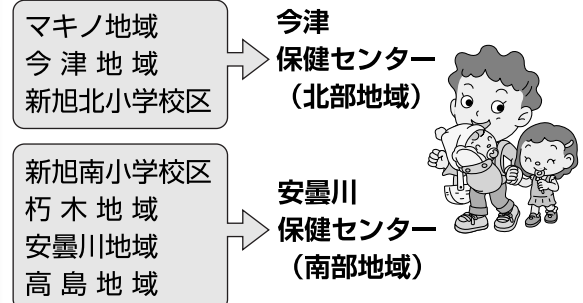 マキノ地域
今津地域
新旭北小学校区
今津
保健センター
（北部地域）
新旭南小学校区
朽木地域
安曇川地域
高島地域
安曇川
保健センター
（南部地域）